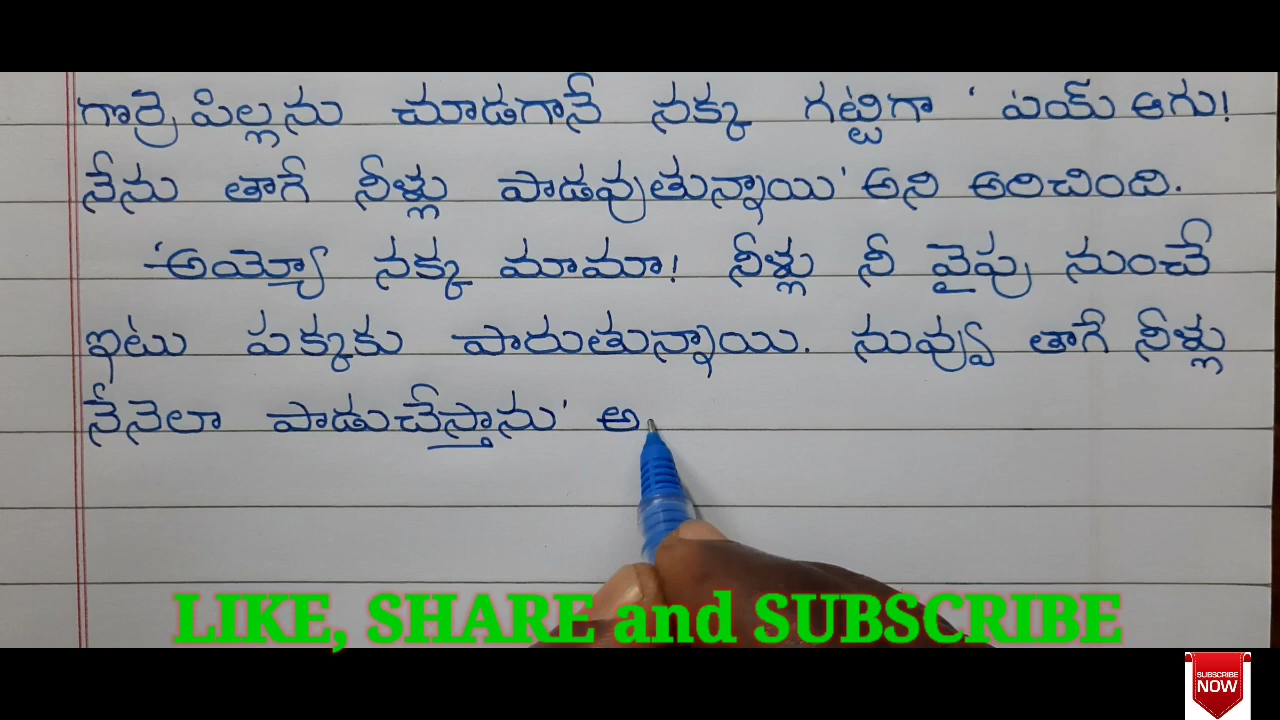 గొర్రె పిల్లను చూడగానే నక్క గట్టిగా ‘ ఏయ్ ఆగు!
నేను తాగే నీళ్లు పాడవుతున్నాయి’ అని అరిచింది.
‘అయ్యో నక్క మామా! నీళ్లు నీ వైపు నుంచే
ఇటు పక్కకు పారుతున్నాయి. నువ్వు తాగే నీళ్లు
నేనెలా పాడుచేస్తాను’ అ
LIKE, SHARE and SUBSCRIBE
SUBSCRIBE
NOW